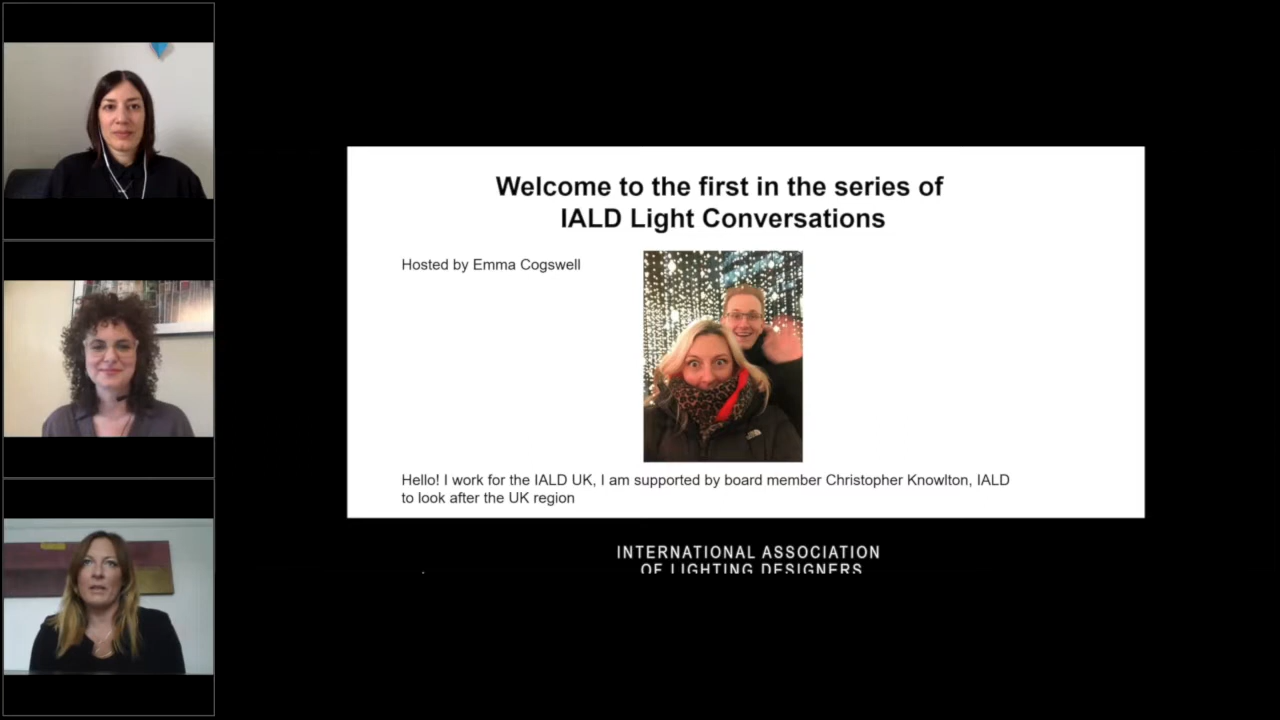 Welcome to the first in the series of
IALD Light Conversations
Hosted by Emma Cogswell
Hello! I work for the IALD UK, I am supported by board member Christopher Knowlton, IALD
to look after the UK region
INTERNATIONAL ASSOCIATION
OF LIGHTING DESIGNERS